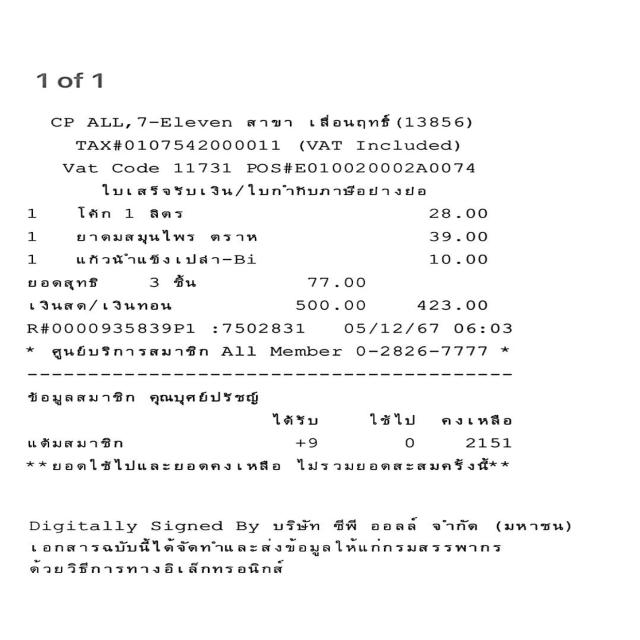 1 of 1
CP ALL,7-Eleven สาขา เลื่อนฤทธิ์(13856)
TAX#0107542000011 (VAT Included)
Vat Code 11731 POS#E010020002A0074
ใบเสร็จรับเงิน/ใบกำกับภาษีอย่างย่อ
1 โค้ก 1 ลิตร 28.00
1 ยาดมสมุนไพร ตราห 39.00
1 แก้วน้ำแข็งเปล่า-Bi 10.00
ยอดสุทธิ 3 ชิ้น 77.00
เงินสด/เงินทอน 500.00 423.00
R#0000935839P1 :7502831 05/12/67 06:03
* ศูนย์บริการสมาชิก All Member 0-2826-7777 *
----------------------------------------
ข้อมูลสมาชิก คุณบุศย์ปรัชญ์
ได้รับ ใช้ไป คงเหลือ
แต้มสมาชิก +9 0 2151
**ยอดใช้ไปและยอดคงเหลือ ไม่รวมยอดสะสมครั้งนี้**
Digitally Signed By บริษัท ซีพี ออลล์ จำกัด (มหาชน)
เอกสารฉบับนี้ได้จัดทำและส่งข้อมูลให้แก่กรมสรรพากร
ด้วยวิธีการทางอิเล็กทรอนิกส์